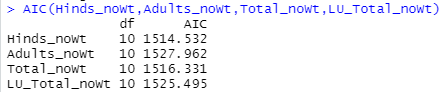 > AIC(Hinds_noWt,Adults_noWt,Total_noWt,LU_Total_noWt)
df AIC
Hinds_noWt 10 1514.532
Adults_noWt 10 1527.962
Total_noWt 10 1516.331
LU_Total_noWt 10 1525.495